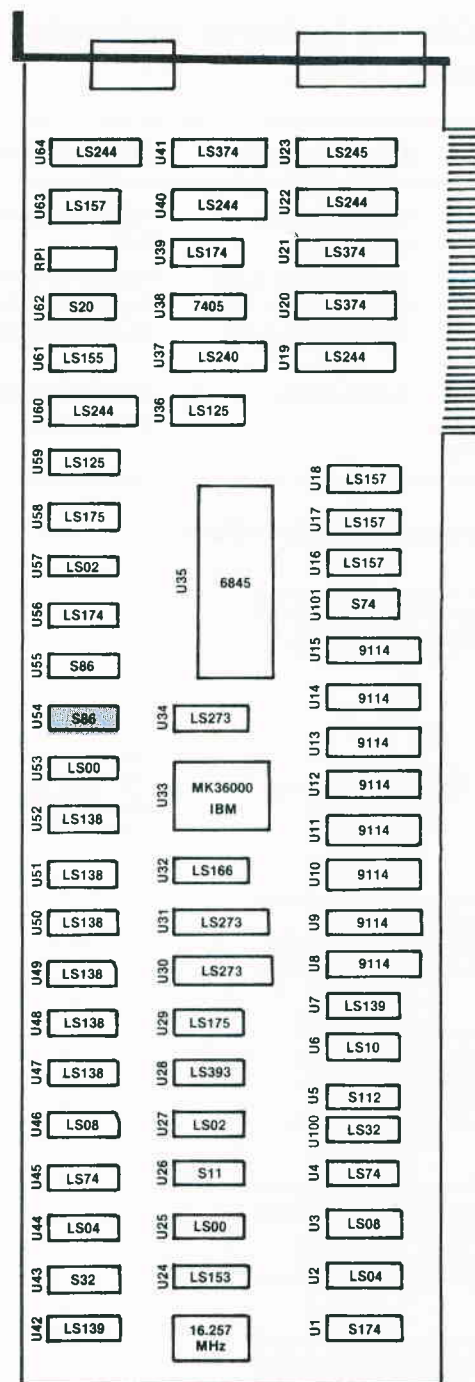 U64 LS244 U41 LS374 U23 LS245
U63 LS157 U40 LS244 U22 LS244
RPI U39 LS174 U21 LS374
U62 S20 U38 7405 U20 LS374
U61 LS155 U37 LS240 U19 LS244
U60 LS244 U36 LS125
U59 LS125 U18 LS157
U58 LS175 U17 LS157
U57 LS02 U35 6845 U16 LS157
U56 LS174 U101 S74
U55 S86 U15 9114
U54 S86 U34 LS273 U14 9114
U53 LS00 U13 9114
U33 MK36000 U12 9114
IBM
U52 LS138 U11 9114
U51 LS138 U32 LS166 U10 9114
U50 LS138 U31 LS273 U9 9114
U49 LS138 U30 LS273 U8 9114
U48 LS138 U29 LS175 U7 LS139
U47 LS138 U28 LS393 U6 LS10
U5 S112
U46 LS08 U27 LS02 U100 LS32
U45 LS74 U26 S11 U4 LS74
U44 LS04 U25 LS00 U3 LS08
U43 S32 U24 LS153 U2 LS04
U42 LS139 16.257 U1 S174
MHz